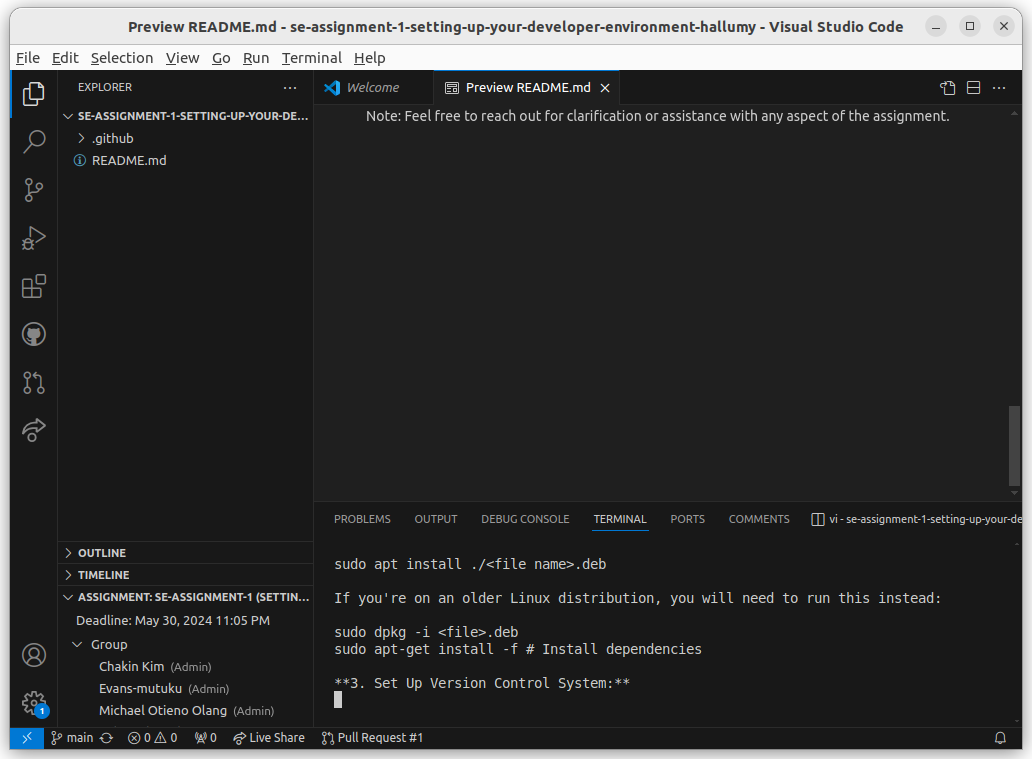 Preview README.md - se-assignment-1-setting-up-your-developer-environment-hallumy - Visual Studio Code
File Edit Selection View Go Run Terminal Help
EXPLORER
Welcome
Preview README.md
SE-ASSIGNMENT-1-SETTING-UP-YOUR-DE...
.github
README.md
Note: Feel free to reach out for clarification or assistance with any aspect of the assignment.
PROBLEMS OUTPUT DEBUG CONSOLE TERMINAL PORTS COMMENTS vi - se-assignment-1-setting-up-your-de
sudo apt install ./<file name>.deb
If you're on an older Linux distribution, you will need to run this instead:
sudo dpkg -i <file>.deb
sudo apt-get install -f # Install dependencies
**3. Set Up Version Control System:**
OUTLINE
TIMELINE
ASSIGNMENT: SE-ASSIGNMENT-1 (SETTIN...
Deadline: May 30, 2024 11:05 PM
Group
Chakin Kim (Admin)
Evans-mutuku (Admin)
Michael Otieno Olang (Admin)
1
main 0 0 0 Live Share Pull Request #1